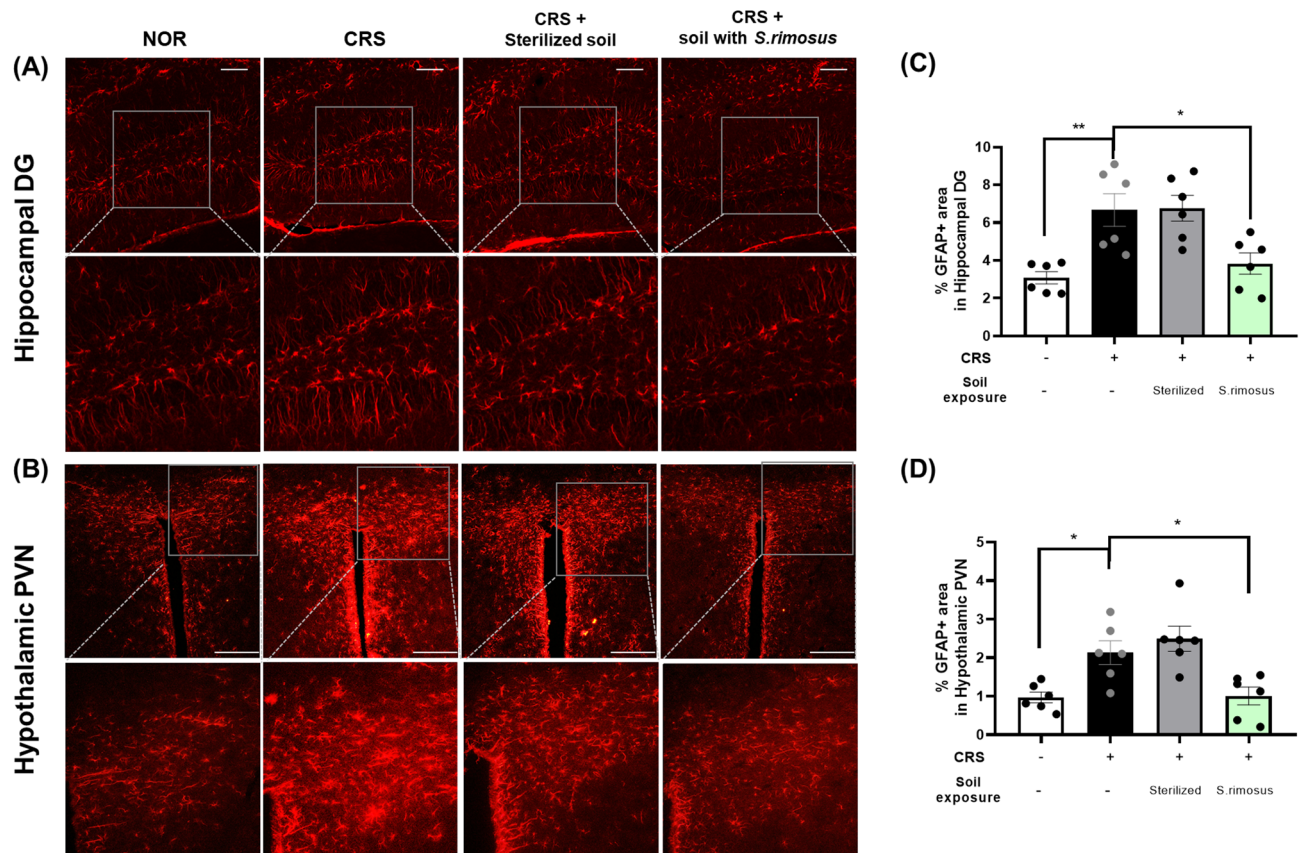 NOR
CRS
CRS +
Sterilized soil
CRS +
soil with S.rimosus
(A)
Hippocampal DG
(B)
Hypothalamic PVN
(C)
% GFAP+ area
in Hippocampal DG
10
8
6
4
2
0
**
*
CRS - + + +
Soil
exposure - - Sterilized S.rimosus
(D)
% GFAP+ area
in Hypothalamic PVN
5
4
3
2
1
0
*
*
CRS - + + +
Soil
exposure - - Sterilized S.rimosus